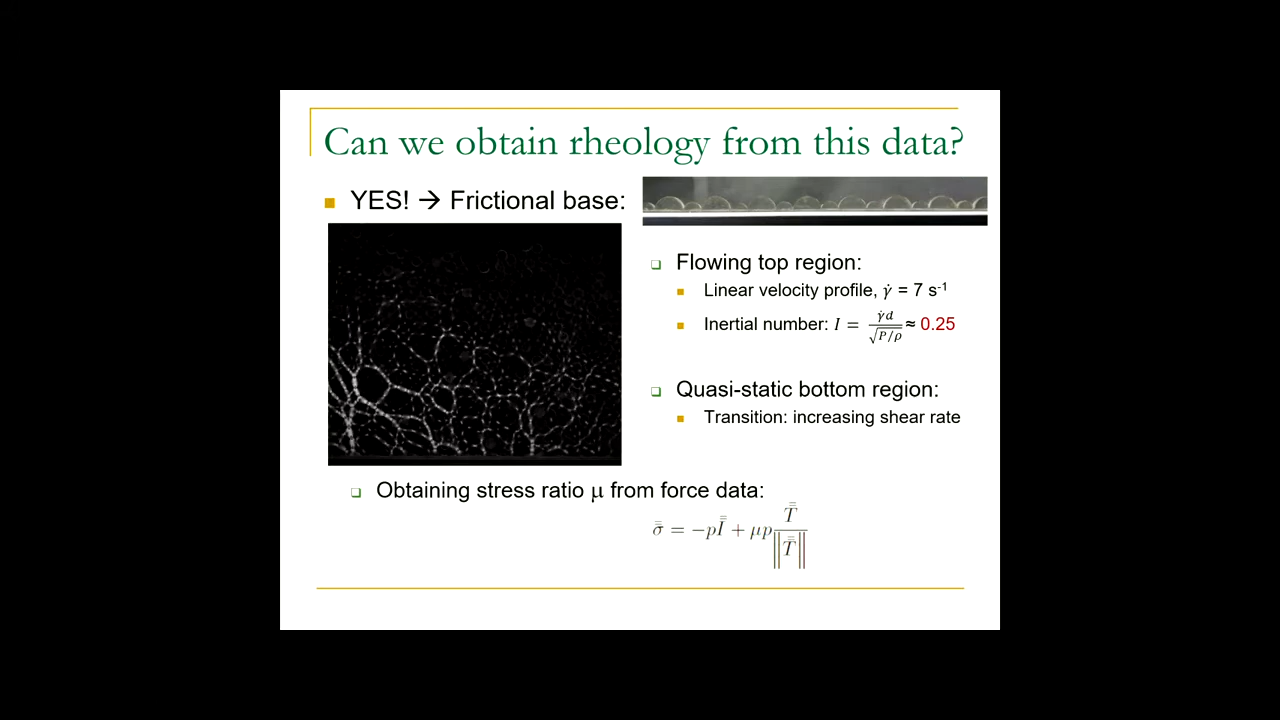 Can we obtain rheology from this data?
YES! → Frictional base:
Flowing top region:
Linear velocity profile, γ̇ = 7 s⁻¹
Inertial number: I = γ̇d / √(P/ρ) ≈ 0.25
Quasi-static bottom region:
Transition: increasing shear rate
Obtaining stress ratio μ from force data:
σ̿ = −pI̿ + μp T̿ / ‖T̿‖